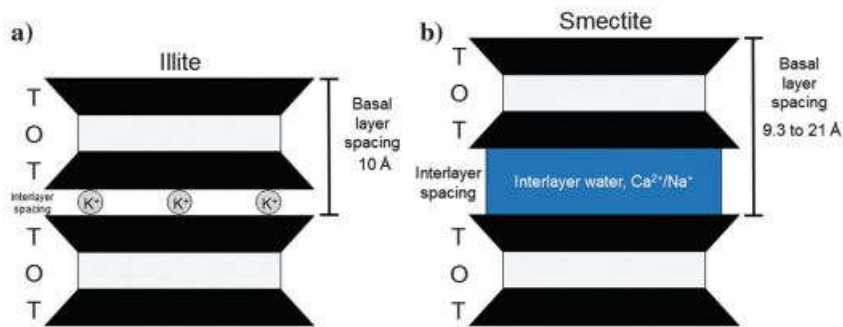 a)
Illite
T
O
T
Interlayer
spacing
K⁺
K⁺
K⁺
T
O
T
Basal
layer
spacing
10 Å
b)
Smectite
T
O
T
Interlayer
spacing
Interlayer water, Ca²⁺/Na⁺
T
O
T
Basal
layer
spacing
9.3 to 21 Å